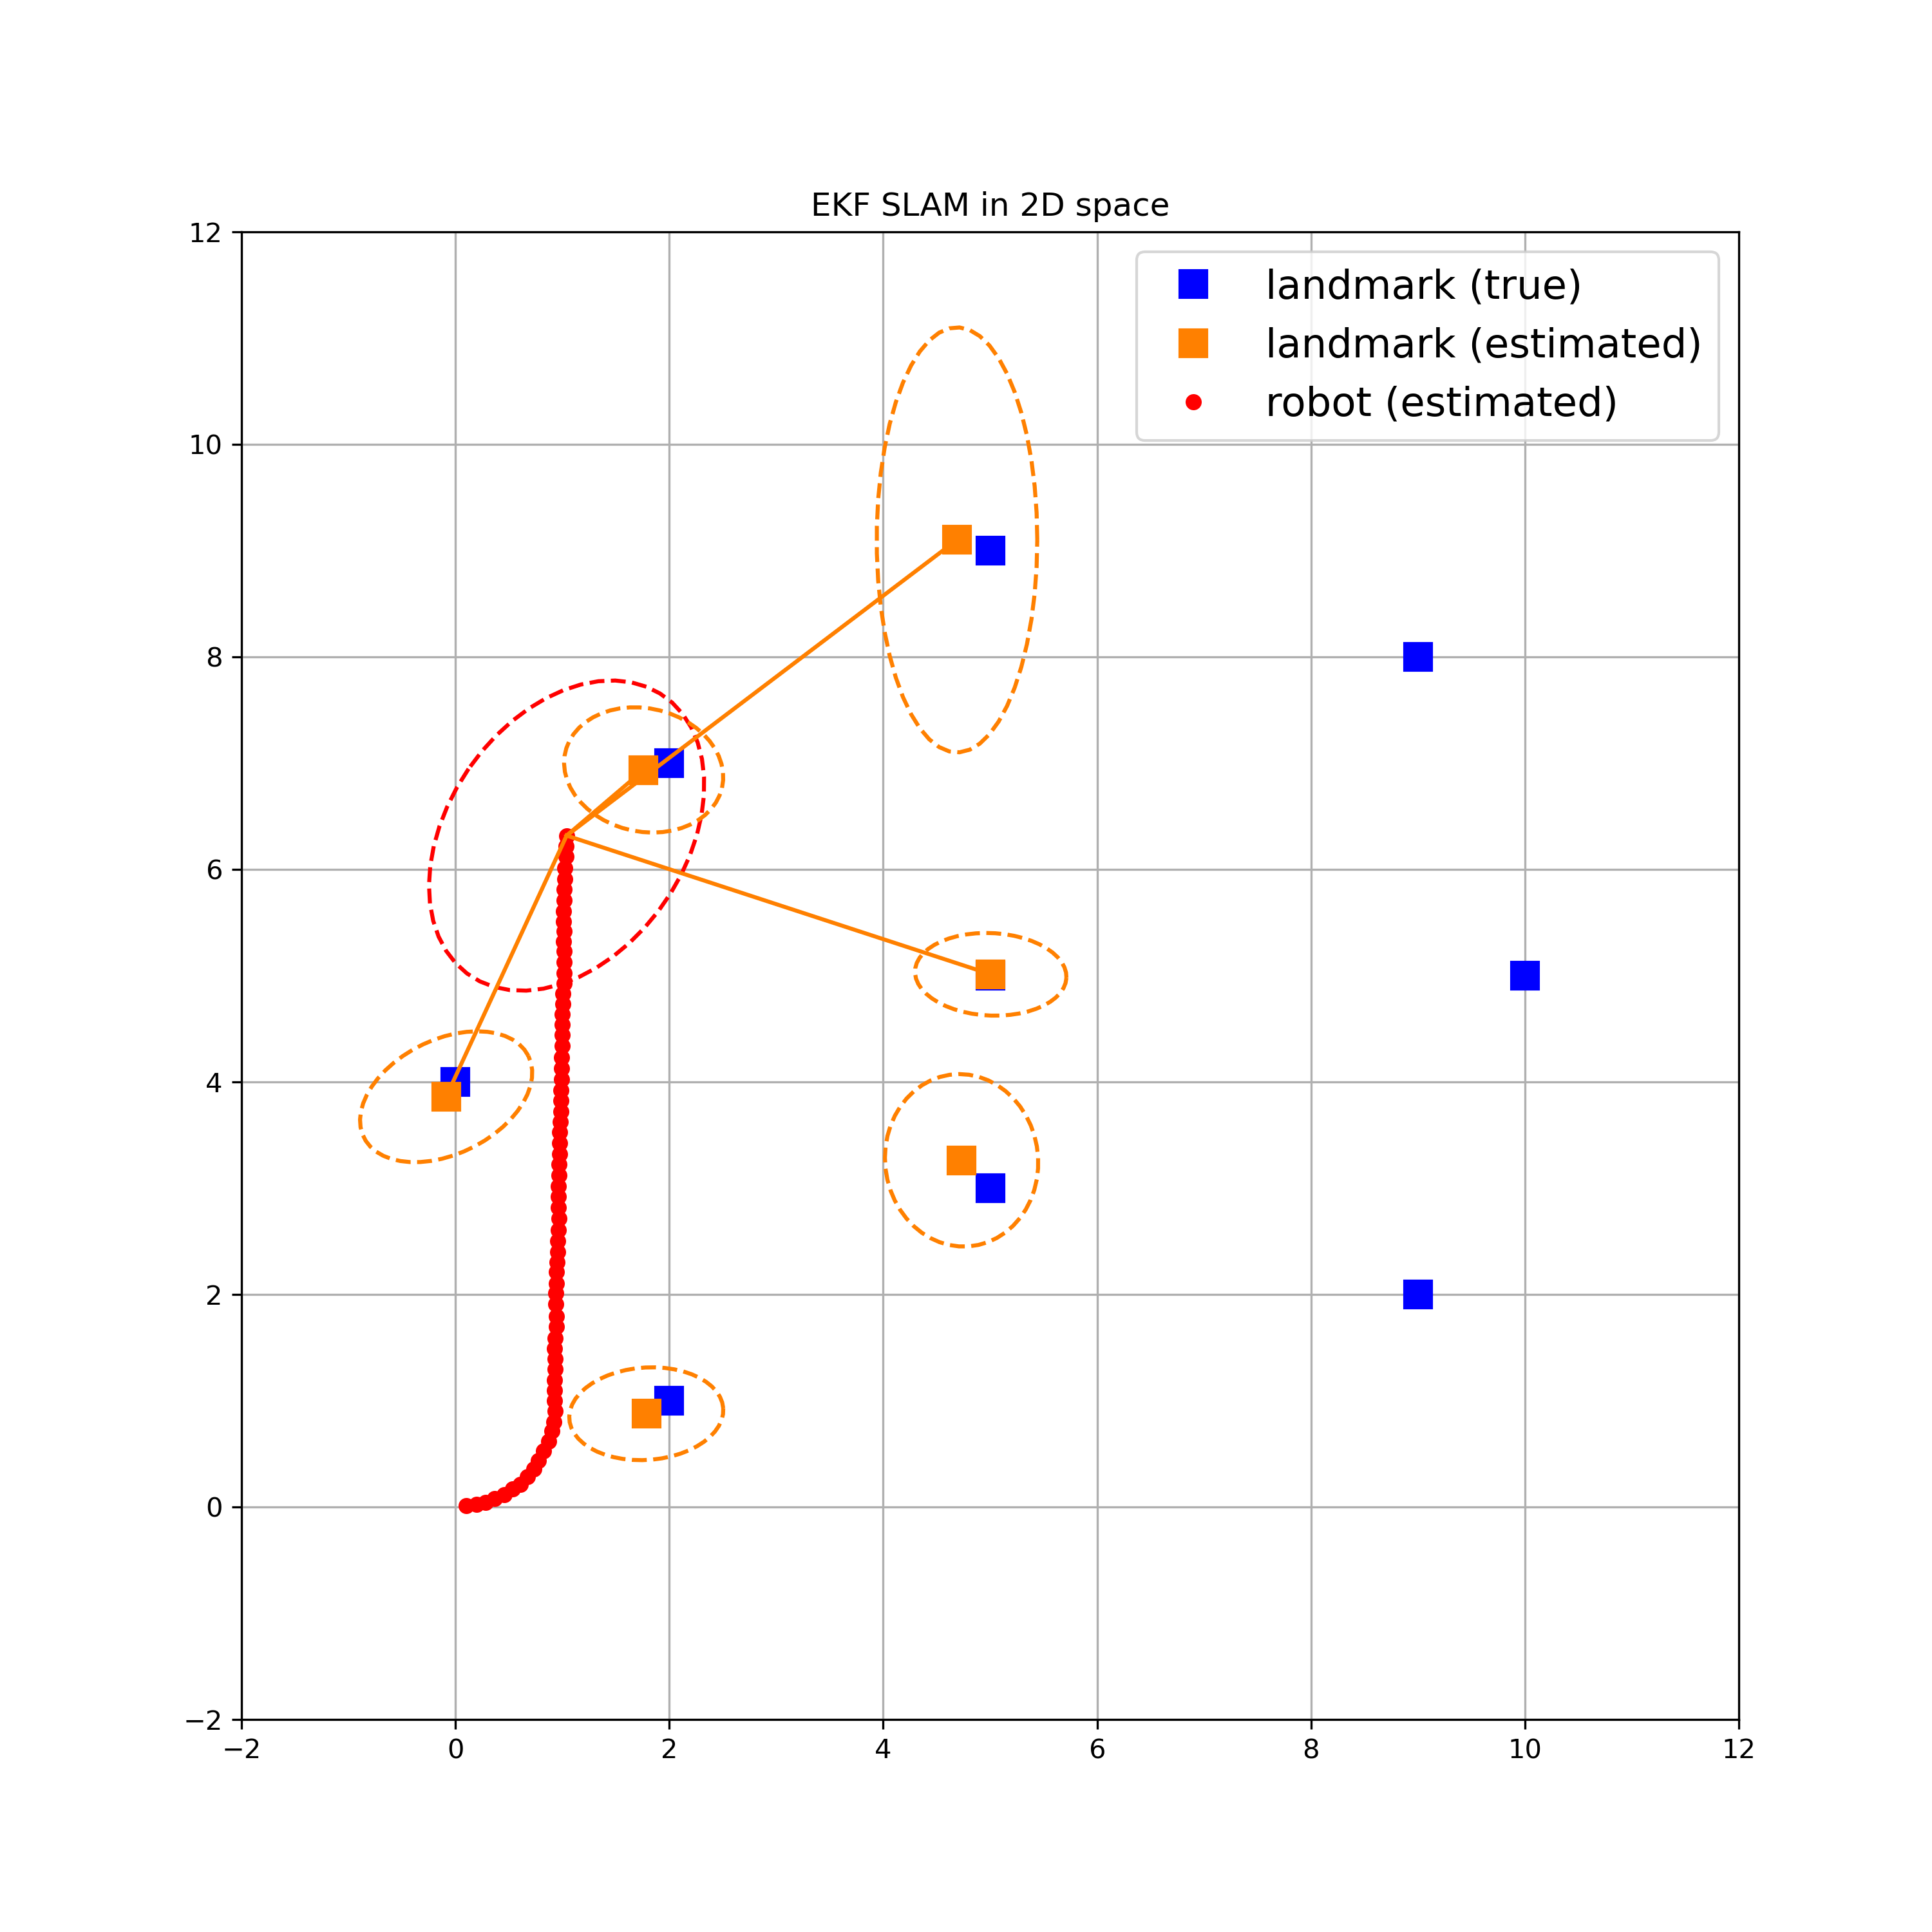 EKF SLAM in 2D space
landmark (true)
landmark (estimated)
robot (estimated)
12
10
8
6
4
2
0
−2
−2 0 2 4 6 8 10 12